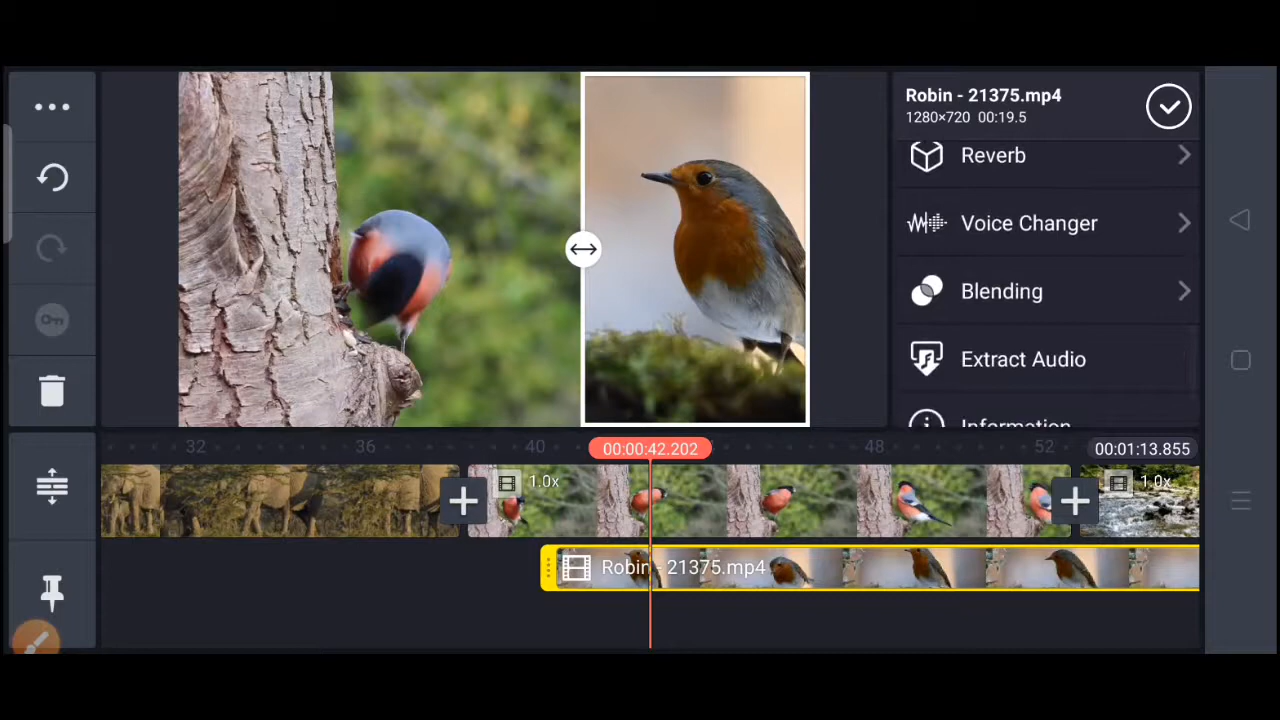 Robin - 21375.mp4
1280×720 00:19.5
Reverb
Voice Changer
Blending
Extract Audio
Information
32
36
40
00:00:42.202
48
52
00:01:13.855
1.0x
1.0x
Robin - 21375.mp4